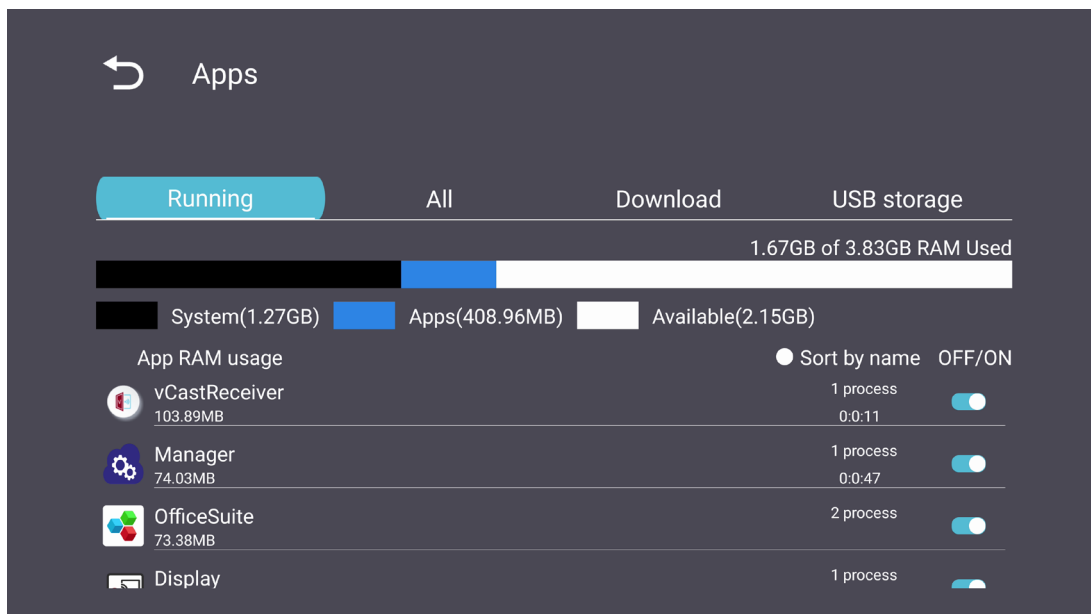 Apps
Running All Download USB storage
1.67GB of 3.83GB RAM Used
System(1.27GB) Apps(408.96MB) Available(2.15GB)
App RAM usage Sort by name OFF/ON
vCastReceiver 1 process
103.89MB 0:0:11
Manager 1 process
74.03MB 0:0:47
OfficeSuite 2 process
73.38MB
Display 1 process